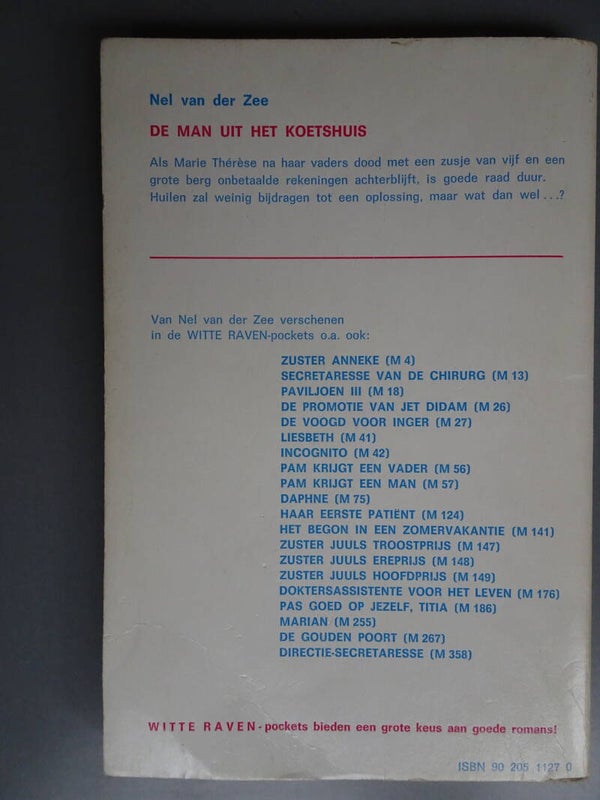 Nel van der Zee
DE MAN UIT HET KOETSHUIS
Als Marie Thérèse na haar vaders dood met een zusje van vijf en een
grote berg onbetaalde rekeningen achterblijft, is goede raad duur.
Huilen zal weinig bijdragen tot een oplossing, maar wat dan wel...?
Van Nel van der Zee verschenen
in de WITTE RAVEN-pockets o.a. ook:
ZUSTER ANNEKE (M 4)
SECRETARESSE VAN DE CHIRURG (M 13)
PAVILJOEN III (M 18)
DE PROMOTIE VAN JET DIDAM (M 26)
DE VOOGD VOOR INGER (M 27)
LIESBETH (M 41)
INCOGNITO (M 42)
PAM KRIJGT EEN VADER (M 56)
PAM KRIJGT EEN MAN (M 57)
DAPHNE (M 75)
HAAR EERSTE PATIËNT (M 124)
HET BEGON IN EEN ZOMERVAKANTIE (M 141)
ZUSTER JUULS TROOSTPRIJS (M 147)
ZUSTER JUULS EREPRIJS (M 148)
ZUSTER JUULS HOOFDPRIJS (M 149)
DOKTERSASSISTENTE VOOR HET LEVEN (M 176)
PAS GOED OP JEZELF, TITIA (M 186)
MARIAN (M 255)
DE GOUDEN POORT (M 267)
DIRECTIE-SECRETARESSE (M 358)
WITTE RAVEN-pockets bieden een grote keus aan goede romans!
ISBN 90 205 1127 0